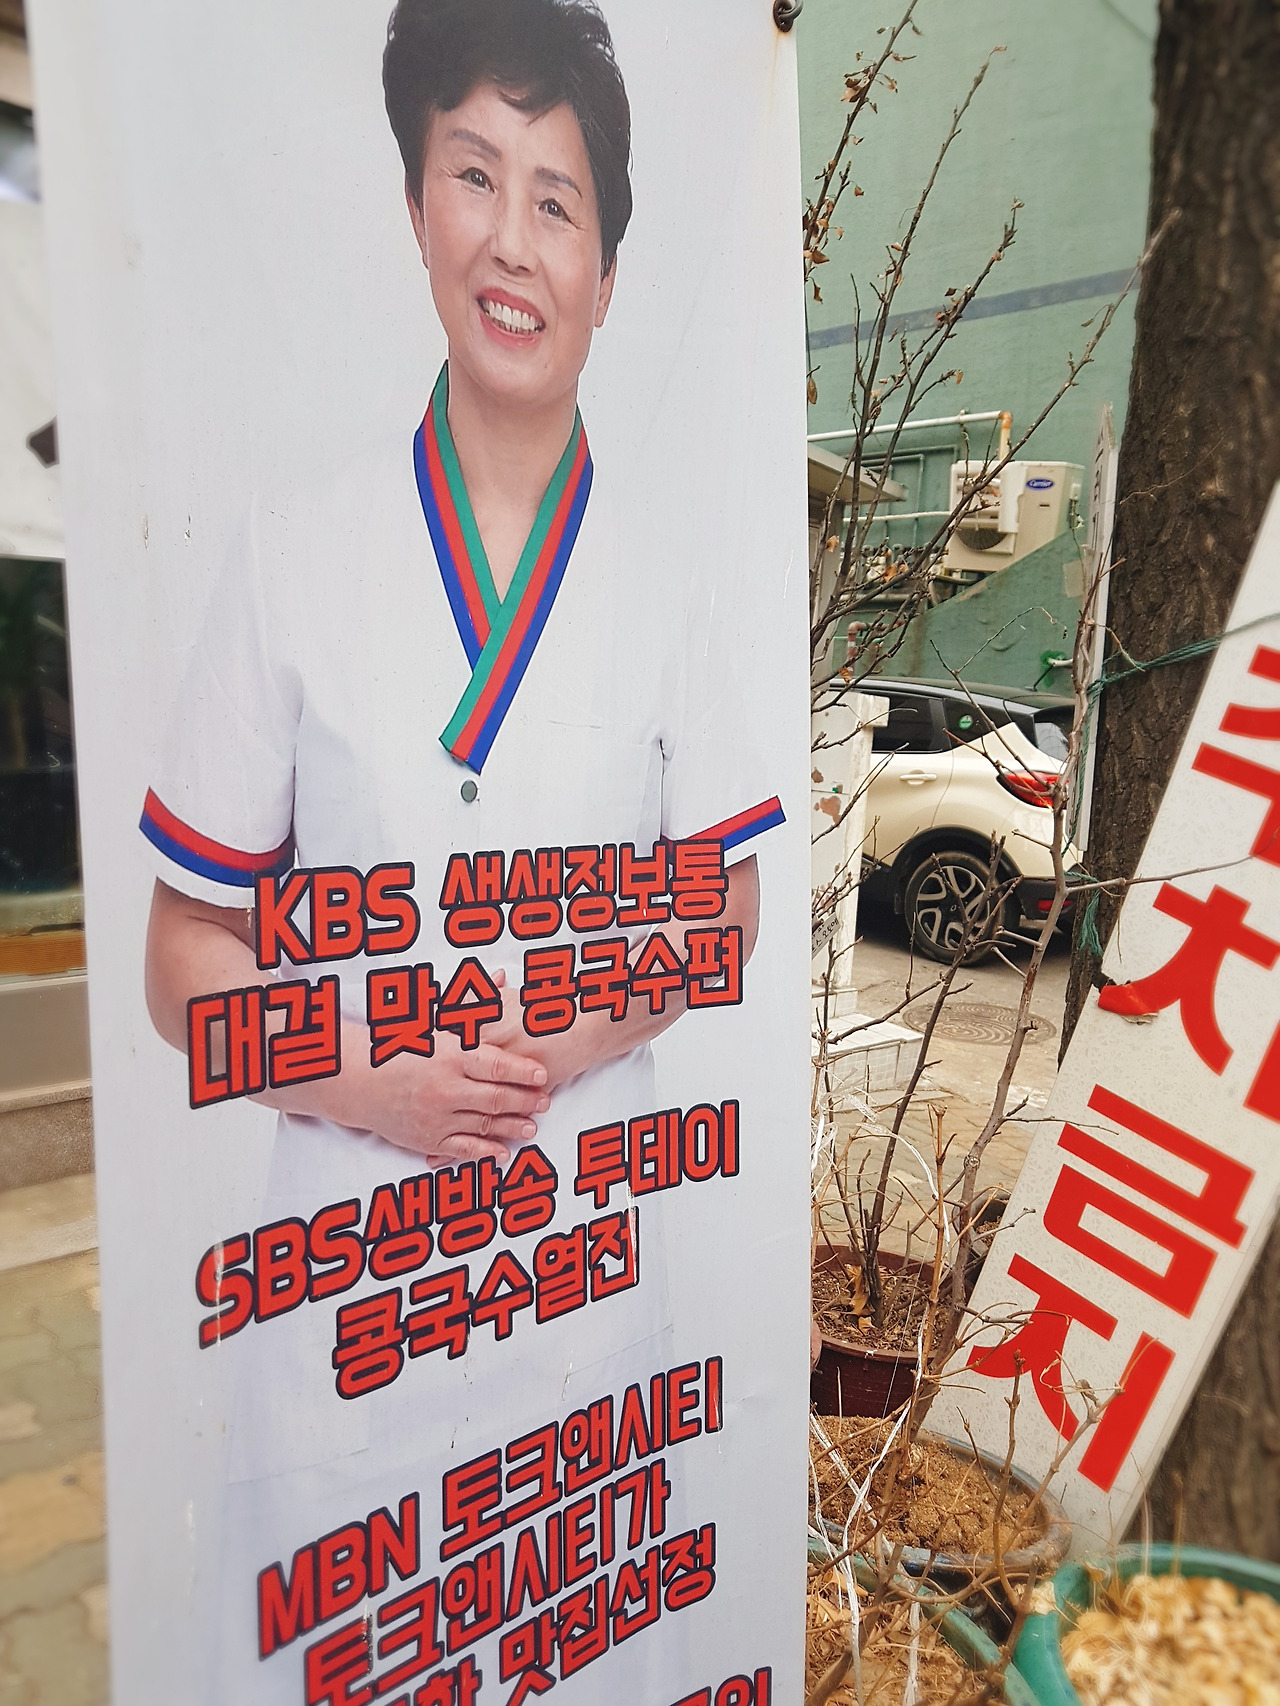 KBS 생생정보통
대결 맞수 콩국수편
SBS생방송 투데이
콩국수열전
MBN 토크앤시티
토크앤시티가
맛집선정
주차금지
Carrier